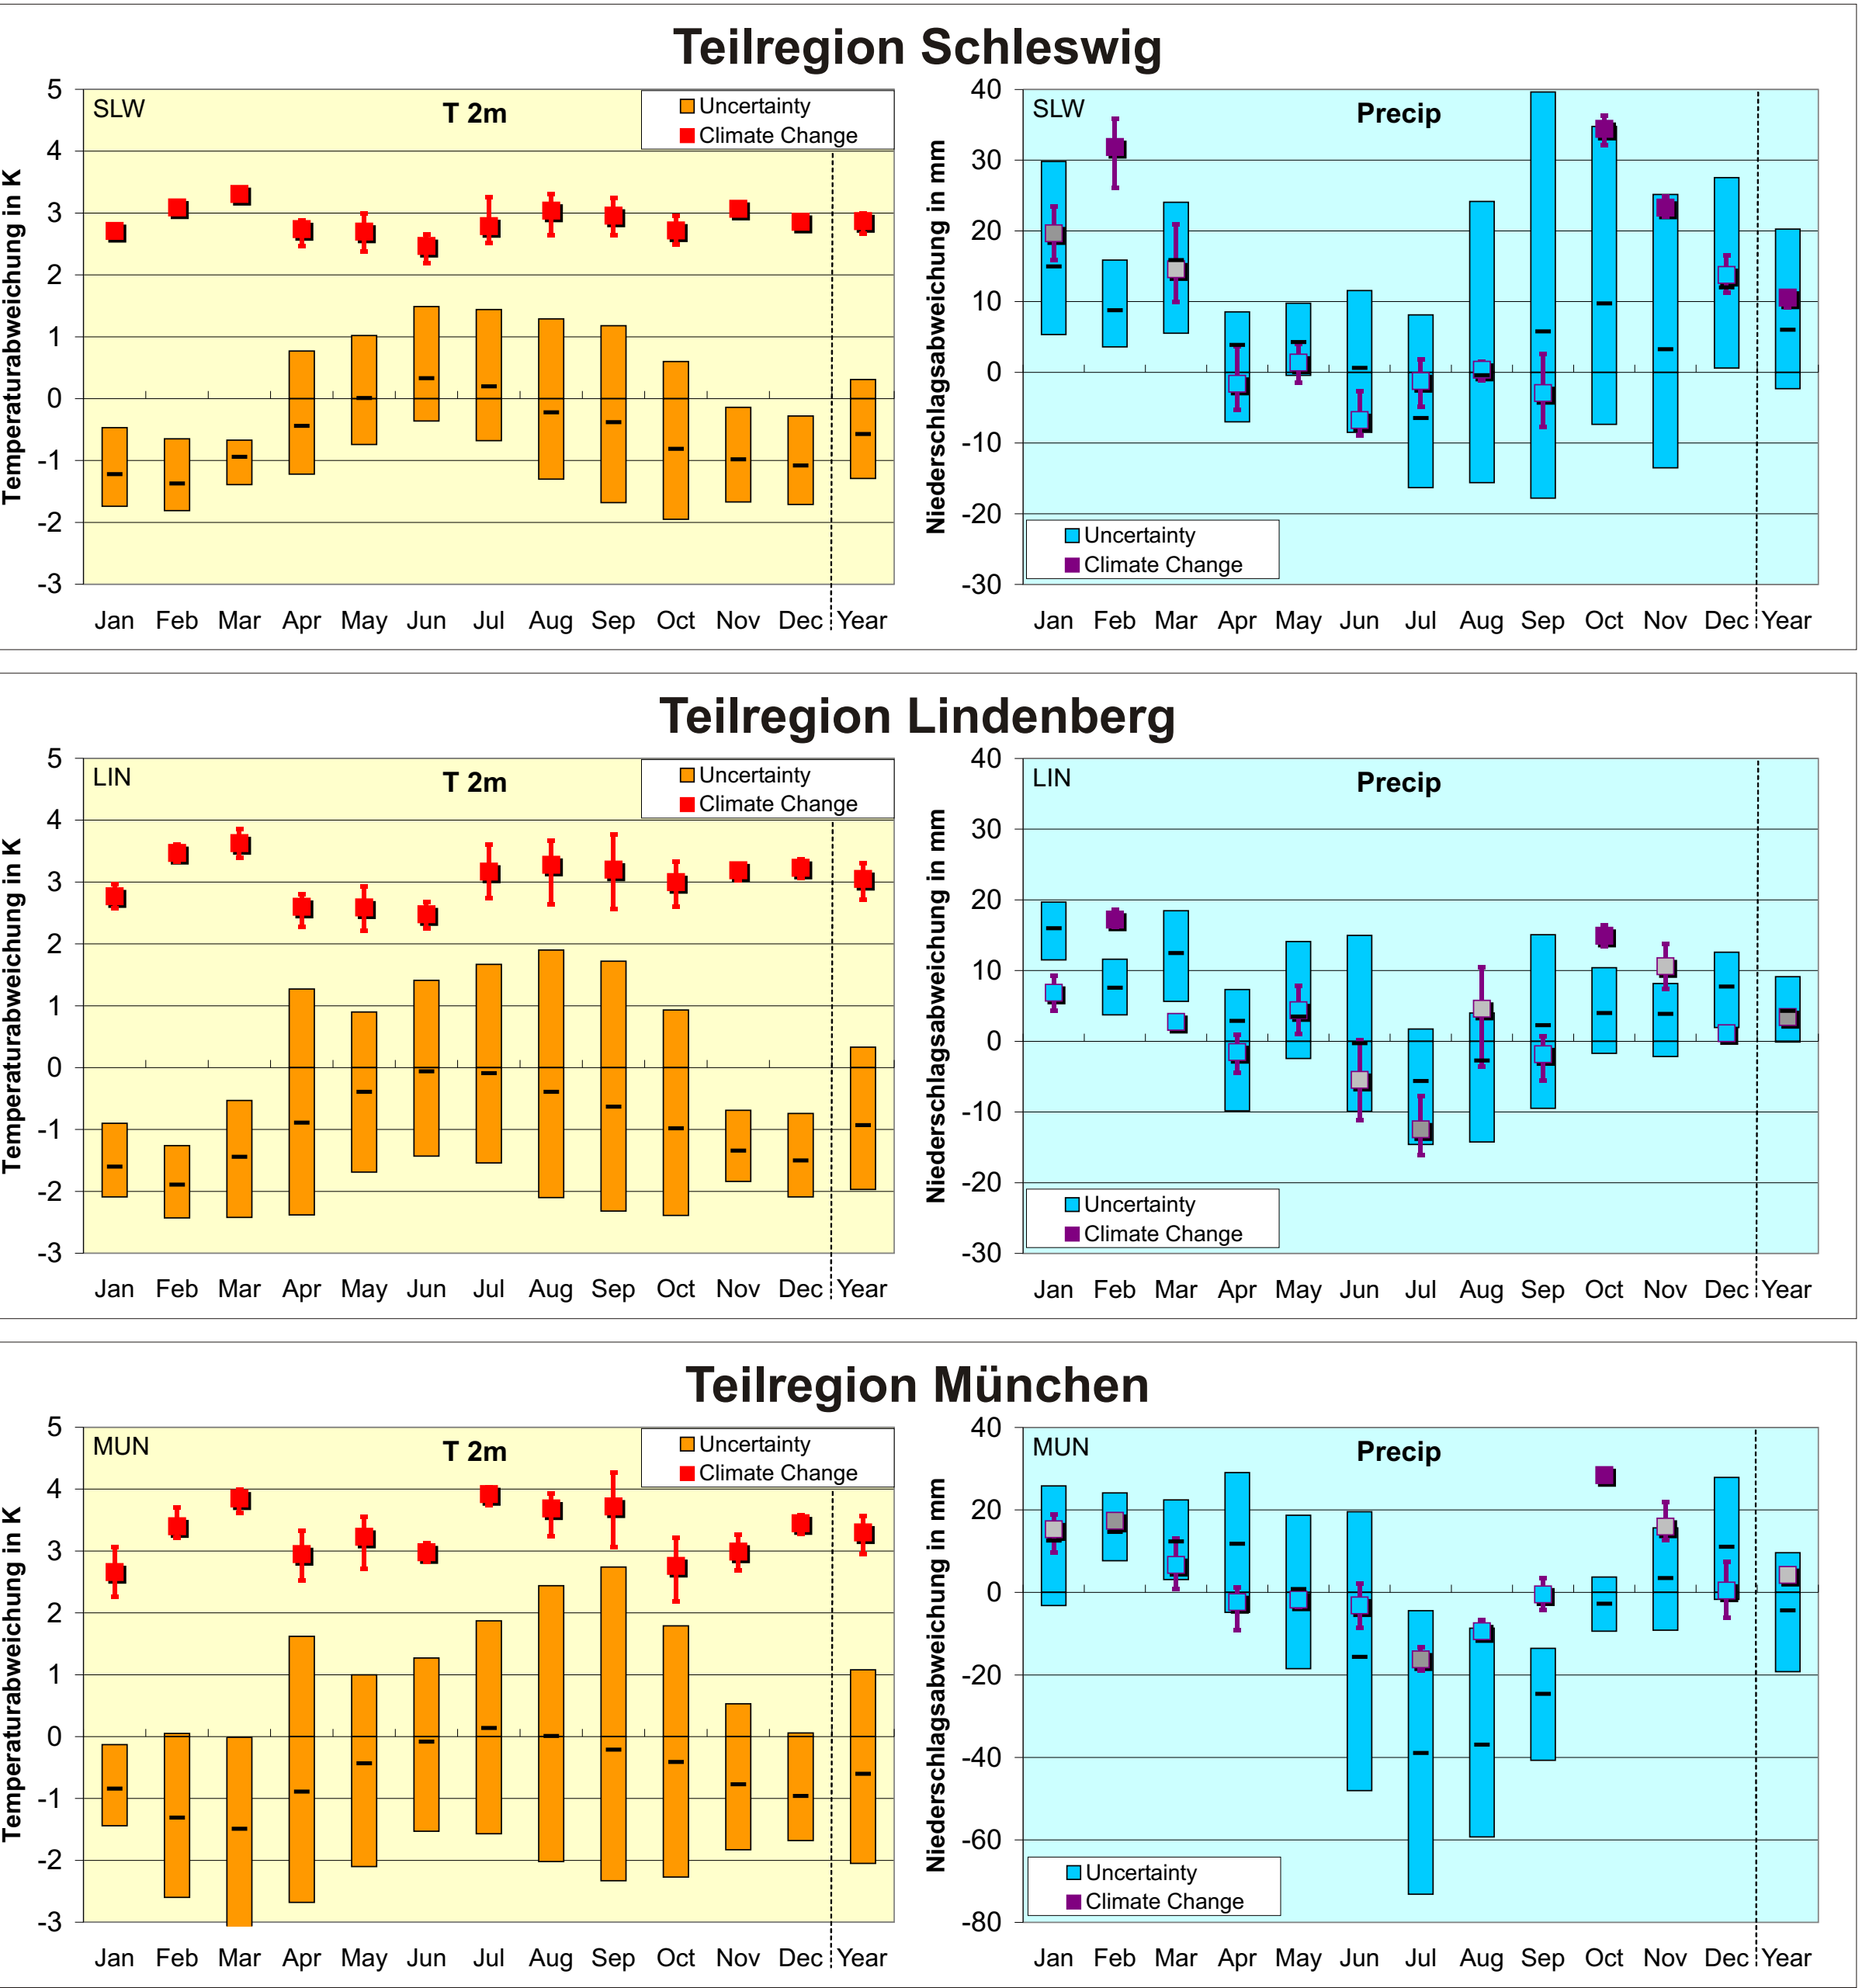 Teilregion Schleswig
SLW
T 2m
Uncertainty
Climate Change
Temperaturabweichung in K
5
4
3
2
1
0
-1
-2
-3
Jan Feb Mar Apr May Jun Jul Aug Sep Oct Nov Dec Year
SLW
Precip
Uncertainty
Climate Change
Niederschlagsabweichung in mm
40
30
20
10
0
-10
-20
-30
Jan Feb Mar Apr May Jun Jul Aug Sep Oct Nov Dec Year
Teilregion Lindenberg
LIN
T 2m
Uncertainty
Climate Change
Temperaturabweichung in K
5
4
3
2
1
0
-1
-2
-3
Jan Feb Mar Apr May Jun Jul Aug Sep Oct Nov Dec Year
LIN
Precip
Uncertainty
Climate Change
Niederschlagsabweichung in mm
40
30
20
10
0
-10
-20
-30
Jan Feb Mar Apr May Jun Jul Aug Sep Oct Nov Dec Year
Teilregion München
MUN
T 2m
Uncertainty
Climate Change
Temperaturabweichung in K
5
4
3
2
1
0
-1
-2
-3
Jan Feb Mar Apr May Jun Jul Aug Sep Oct Nov Dec Year
MUN
Precip
Uncertainty
Climate Change
Niederschlagsabweichung in mm
40
20
0
-20
-40
-60
-80
Jan Feb Mar Apr May Jun Jul Aug Sep Oct Nov Dec Year